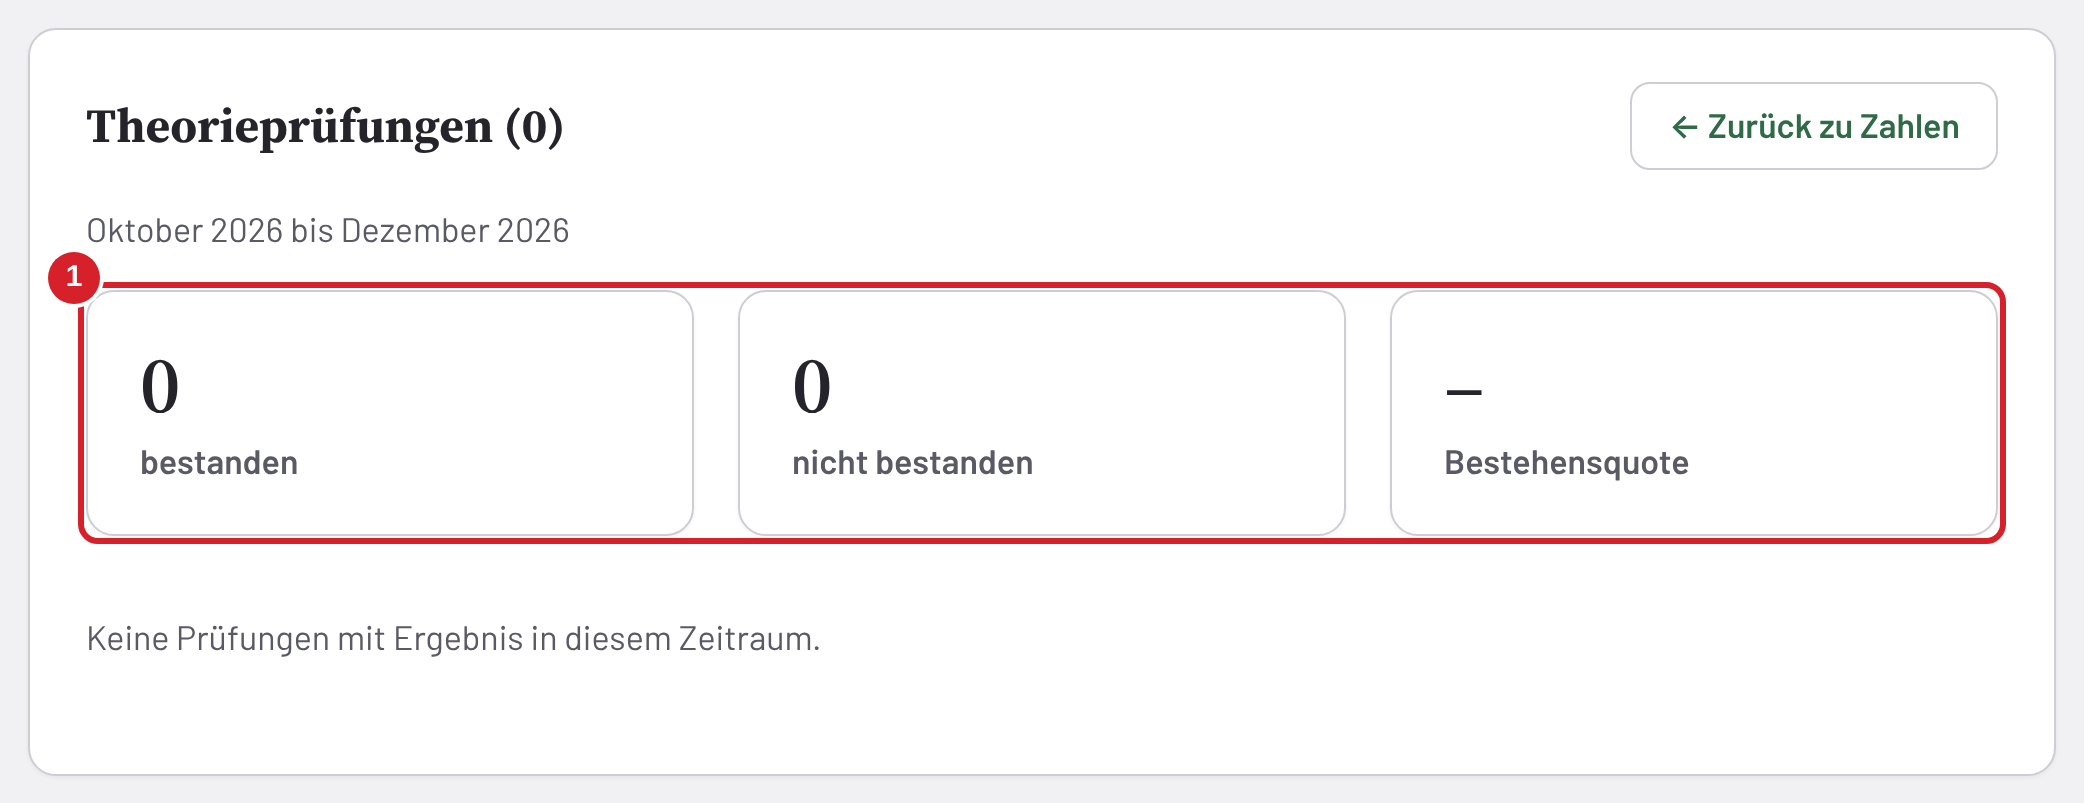 Theorieprüfungen (0)
← Zurück zu Zahlen
Oktober 2026 bis Dezember 2026
1
0
bestanden
0
nicht bestanden
–
Bestehensquote
Keine Prüfungen mit Ergebnis in diesem Zeitraum.